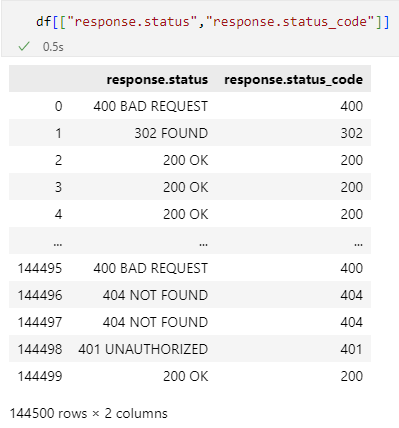 df[["response.status","response.status_code"]]
0.5s
response.status response.status_code
0 400 BAD REQUEST 400
1 302 FOUND 302
2 200 OK 200
3 200 OK 200
4 200 OK 200
... ... ...
144495 400 BAD REQUEST 400
144496 404 NOT FOUND 404
144497 404 NOT FOUND 404
144498 401 UNAUTHORIZED 401
144499 200 OK 200
144500 rows × 2 columns